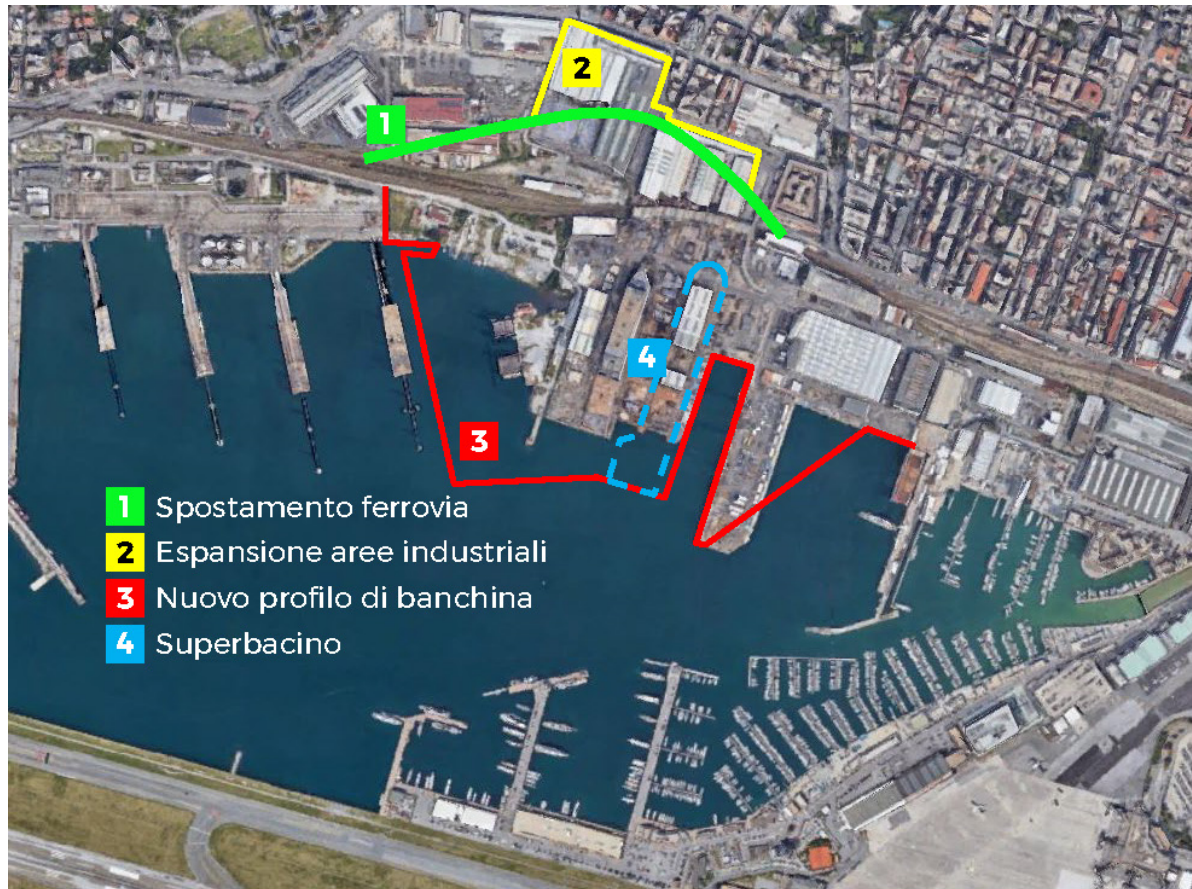 2
1
4
3
1 Spostamento ferrovia
2 Espansione aree industriali
3 Nuovo profilo di banchina
4 Superbacino